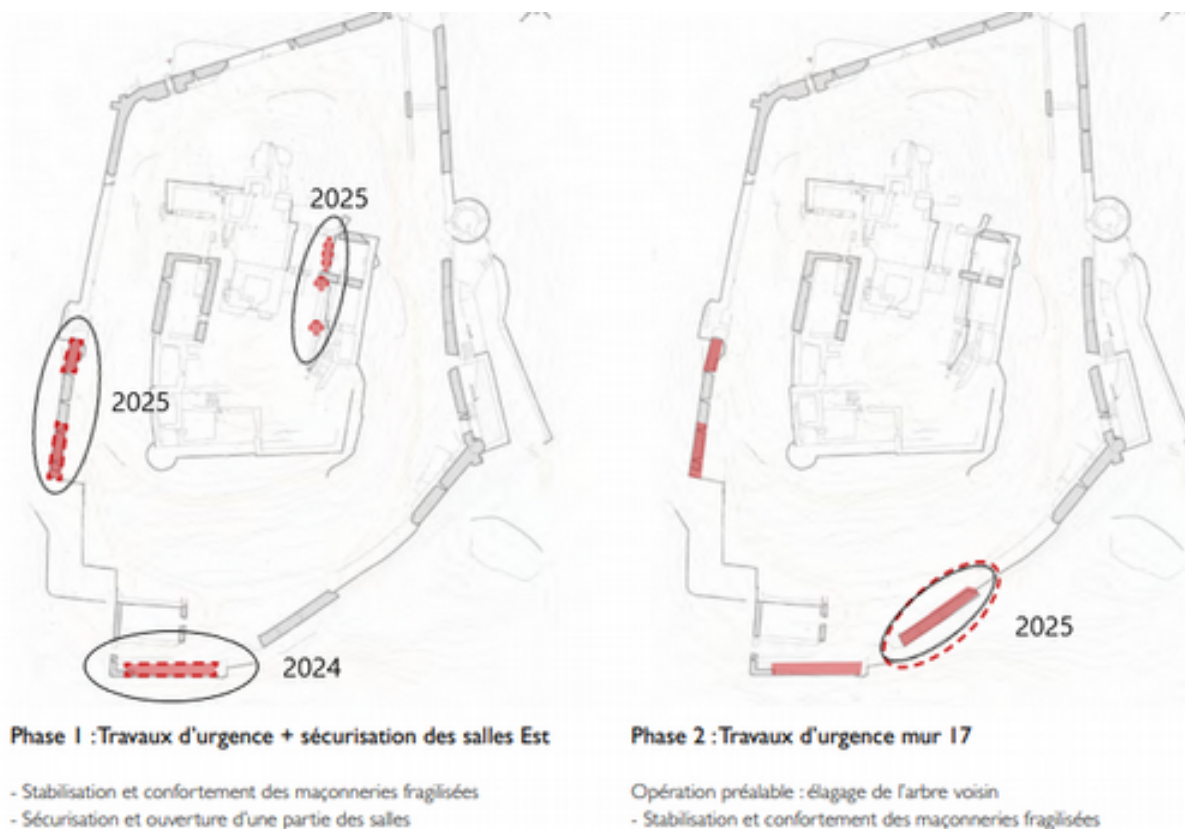 2025
2025
2024
2025
Phase 1 : Travaux d'urgence + sécurisation des salles Est
- Stabilisation et confortement des maçonneries fragilisées
- Sécurisation et ouverture d'une partie des salles
Phase 2 : Travaux d'urgence mur 17
Opération préalable : élagage de l'arbre voisin
- Stabilisation et confortement des maçonneries fragilisées